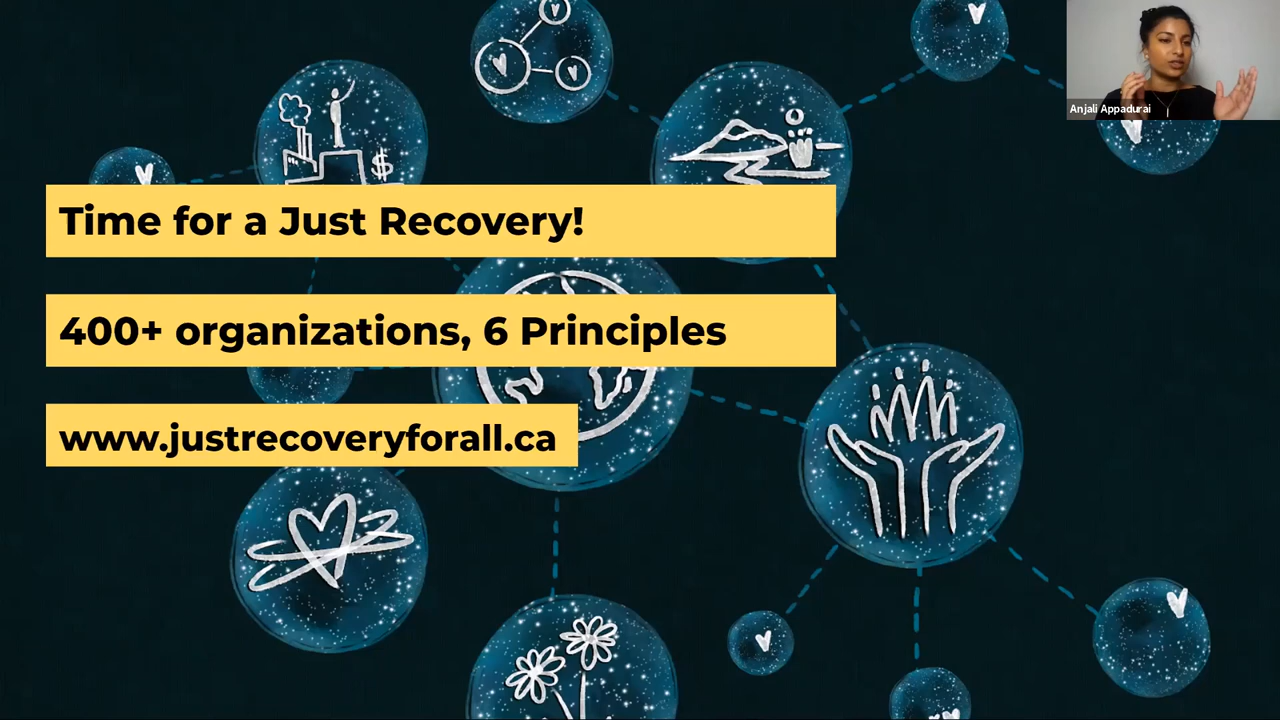 Anjali Appadurai
$
Time for a Just Recovery!
400+ organizations, 6 Principles
www.justrecoveryforall.ca